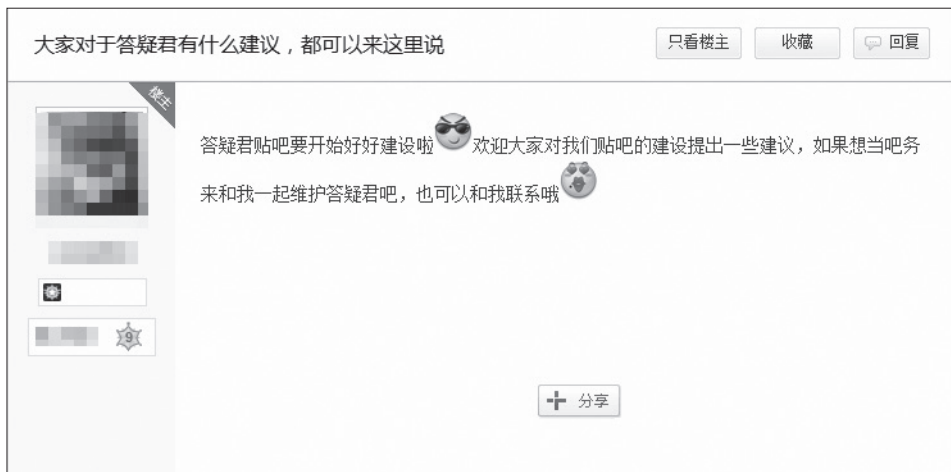 大家对于答疑君有什么建议，都可以来这里说
只看楼主
收藏
回复
楼主
答疑君贴吧要开始好好建设啦欢迎大家对我们贴吧的建设提出一些建议，如果想当吧务
来和我一起维护答疑君吧，也可以和我联系哦
9
分享